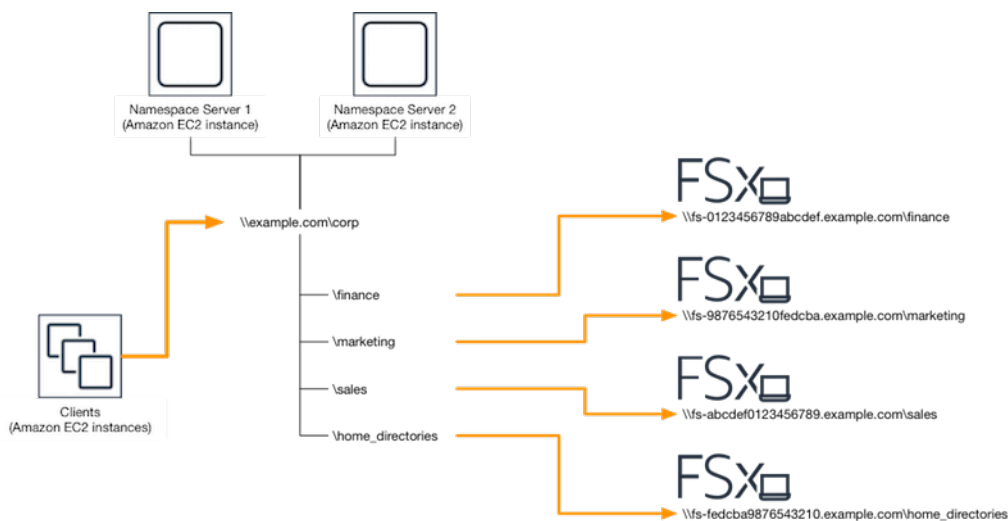 Namespace Server 1
(Amazon EC2 instance)
Namespace Server 2
(Amazon EC2 instance)
FSx
\\fs-0123456789abcdef.example.com\finance
\\example.com\corp
FSx
\finance
\\fs-9876543210fedcba.example.com\marketing
\marketing
FSx
\sales
\\fs-abcdef0123456789.example.com\sales
Clients
(Amazon EC2 instances)
\home_directories
FSx
\\fs-fedcba9876543210.example.com\home_directories